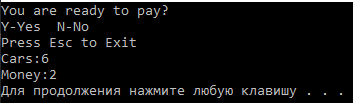 You are ready to pay?
Y-Yes  N-No
Press Esc to Exit
Cars:6
Money:2
Для продолжения нажмите любую клавишу . . .